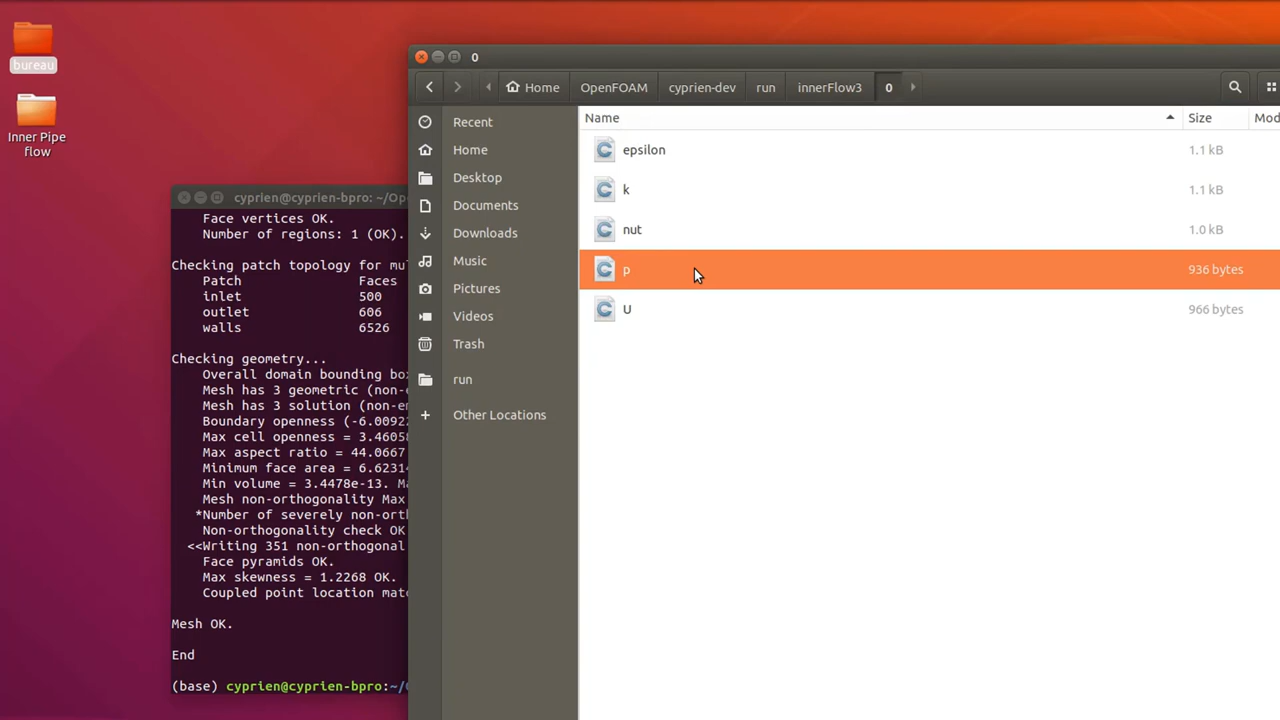 bureau
Inner Pipe
flow
0
Home
OpenFOAM
cyprien-dev
run
innerFlow3
0
Name
Size
Recent
Home
Desktop
Documents
Downloads
Music
Pictures
Videos
Trash
run
Other Locations
epsilon 1.1 kB
k 1.1 kB
nut 1.0 kB
p 936 bytes
U 966 bytes
cyprien@cyprien-bpro: ~/Op
Face vertices OK.
Number of regions: 1 (OK).
Checking patch topology for mu
Patch Faces
inlet 500
outlet 606
walls 6526
Checking geometry...
Overall domain bounding box
Mesh has 3 geometric (non-e
Mesh has 3 solution (non-em
Boundary openness (-6.00922
Max cell openness = 3.46058
Max aspect ratio = 44.0667
Minimum face area = 6.62314
Min volume = 3.4478e-13. Ma
Mesh non-orthogonality Max
*Number of severely non-orth
Non-orthogonality check OK
<<Writing 351 non-orthogonal
Face pyramids OK.
Max skewness = 1.2268 OK.
Coupled point location matc
Mesh OK.
End
(base) cyprien@cyprien-bpro:~/